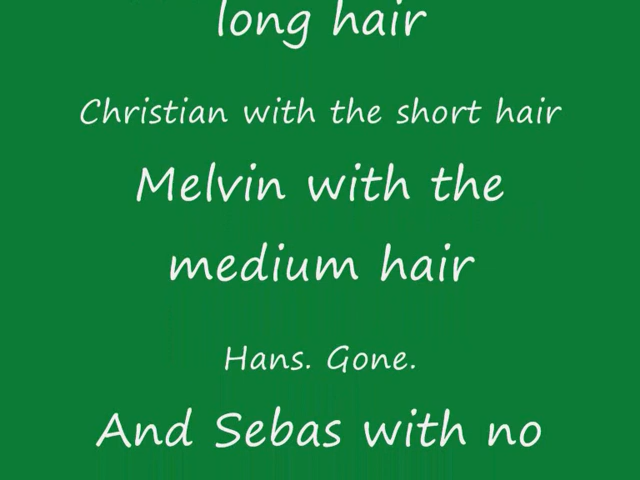 long hair
Christian with the short hair
Melvin with the
medium hair
Hans. Gone.
And Sebas with no